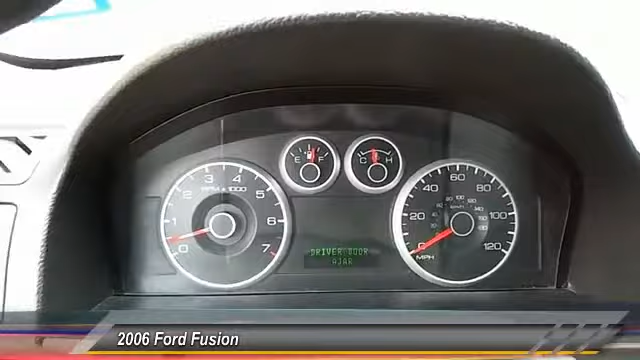 E F
C H
0 1 2 3 4 5 6 7
RPM x 1000
0 20 40 60 80 100 120
MPH
DRIVER DOOR
AJAR
2006 Ford Fusion